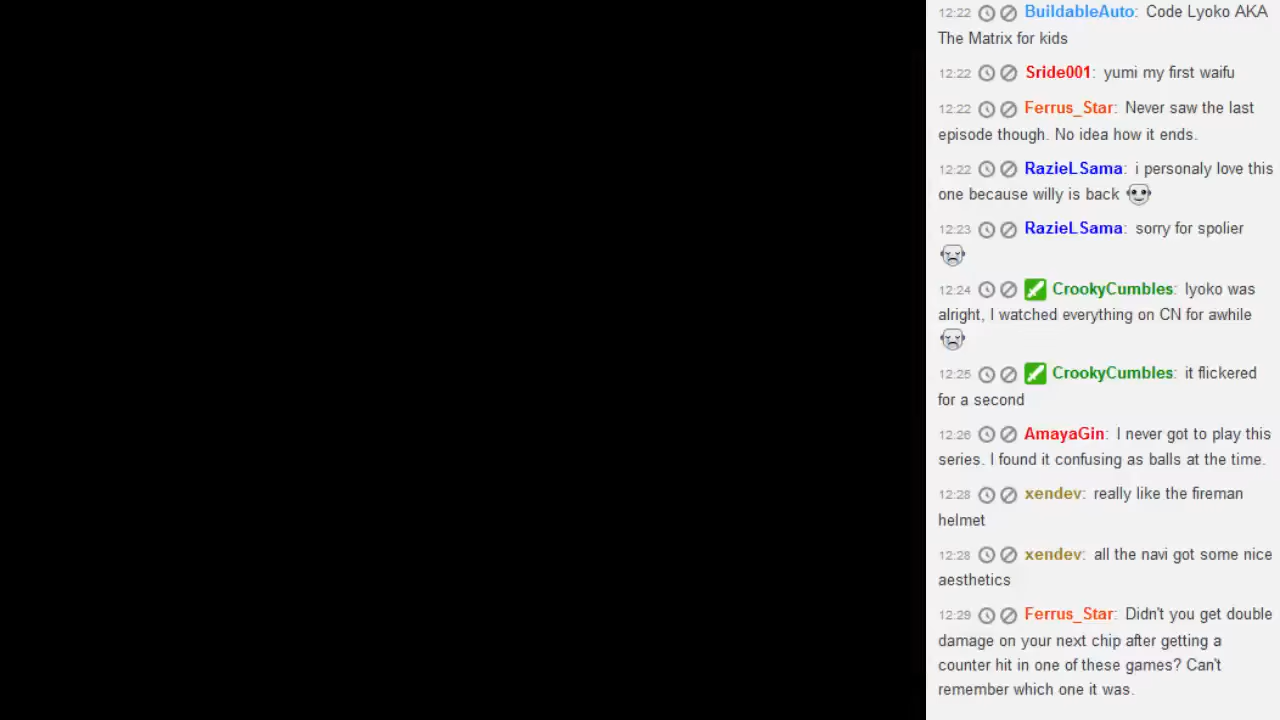 12:22 BuildableAuto: Code Lyoko AKA
The Matrix for kids
12:22 Sride001: yumi my first waifu
12:22 Ferrus_Star: Never saw the last
episode though. No idea how it ends.
12:22 RazieLSama: i personaly love this
one because willy is back
12:23 RazieLSama: sorry for spolier
12:24 CrookyCumbles: lyoko was
alright, I watched everything on CN for awhile
12:25 CrookyCumbles: it flickered
for a second
12:26 AmayaGin: I never got to play this
series. I found it confusing as balls at the time.
12:28 xendev: really like the fireman
helmet
12:28 xendev: all the navi got some nice
aesthetics
12:29 Ferrus_Star: Didn't you get double
damage on your next chip after getting a
counter hit in one of these games? Can't
remember which one it was.